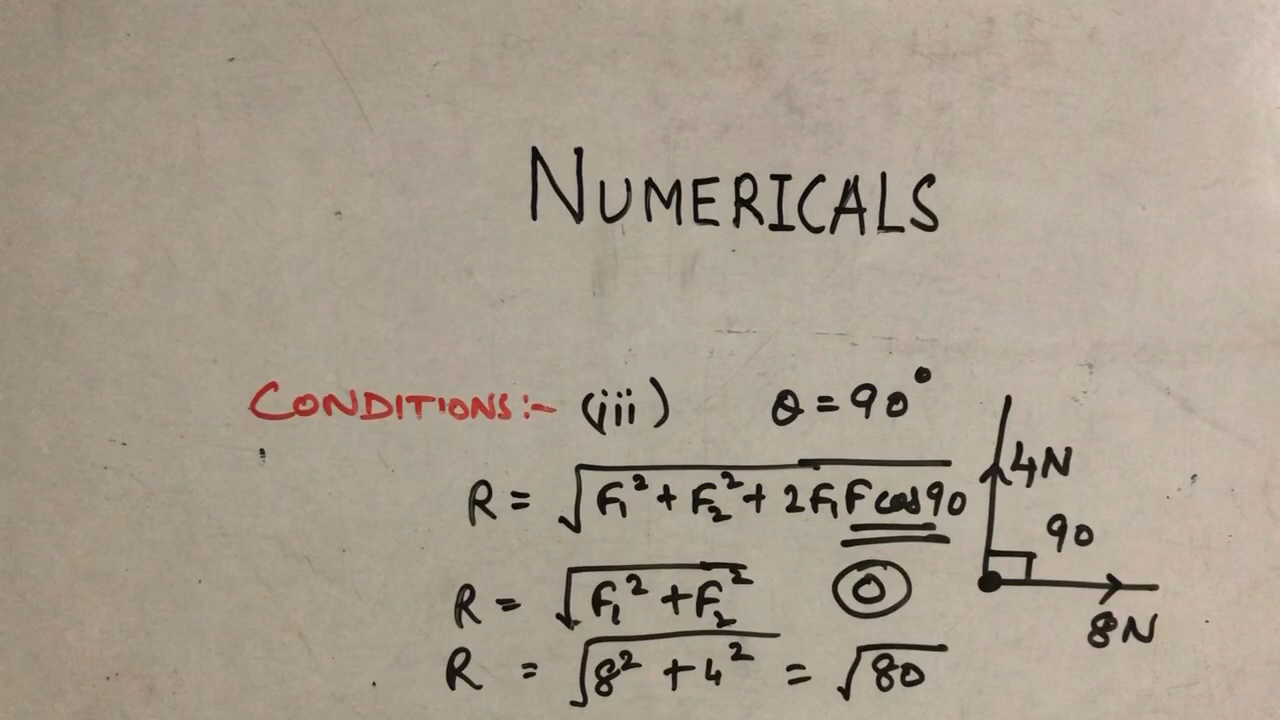 NUMERICALS
CONDITIONS:- (iii) θ = 90°
R = √F₁² + F₂² + 2F₁F cos90
4N
90
R = √F₁² + F₂² 0
8N
R = √8² + 4² = √80